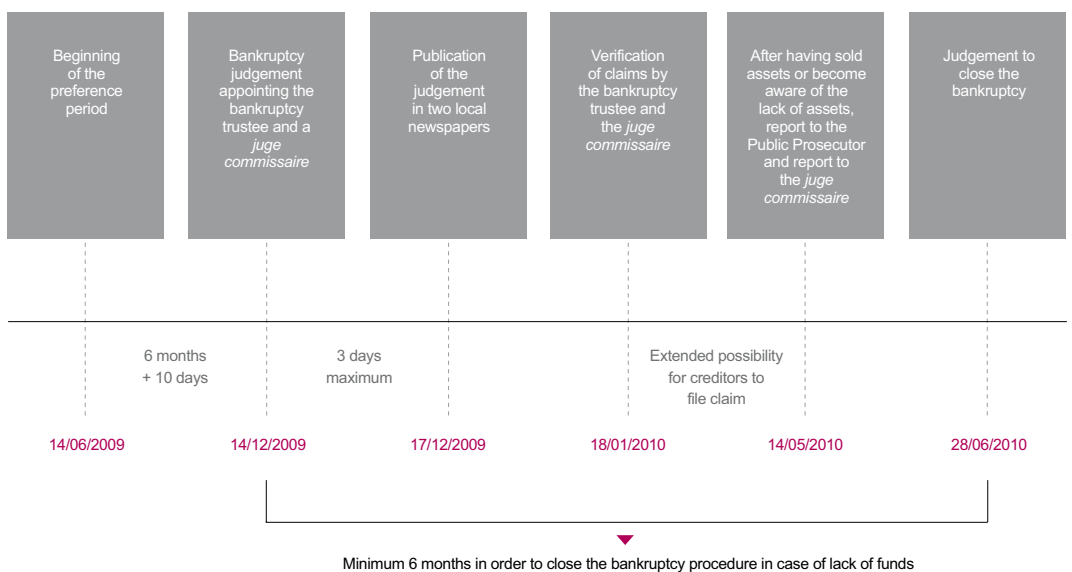 Beginning
of the
preference
period
Bankruptcy
judgement
appointing the
bankruptcy
trustee and a
juge
commissaire
Publication
of the
judgement
in two local
newspapers
Verification
of claims by
the bankruptcy
trustee and
the juge
commissaire
After having sold
assets or become
aware of the
lack of assets,
report to the
Public Prosecutor
and report to
the juge
commissaire
Judgement to
close the
bankruptcy
6 months
+ 10 days
3 days
maximum
Extended possibility
for creditors to
file claim
14/06/2009
14/12/2009
17/12/2009
18/01/2010
14/05/2010
28/06/2010
Minimum 6 months in order to close the bankruptcy procedure in case of lack of funds